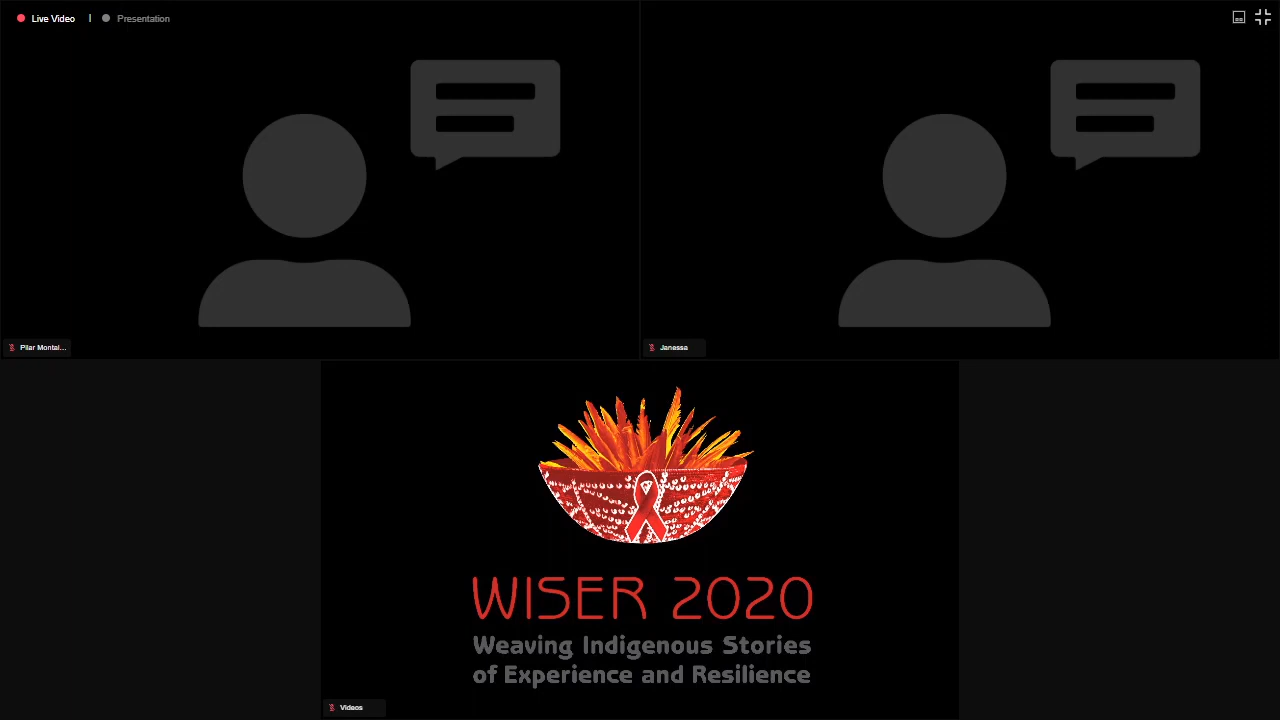 Live Video
Presentation
Pilar Montal...
Janessa
WISER 2020
Weaving Indigenous Stories
of Experience and Resilience
Videos